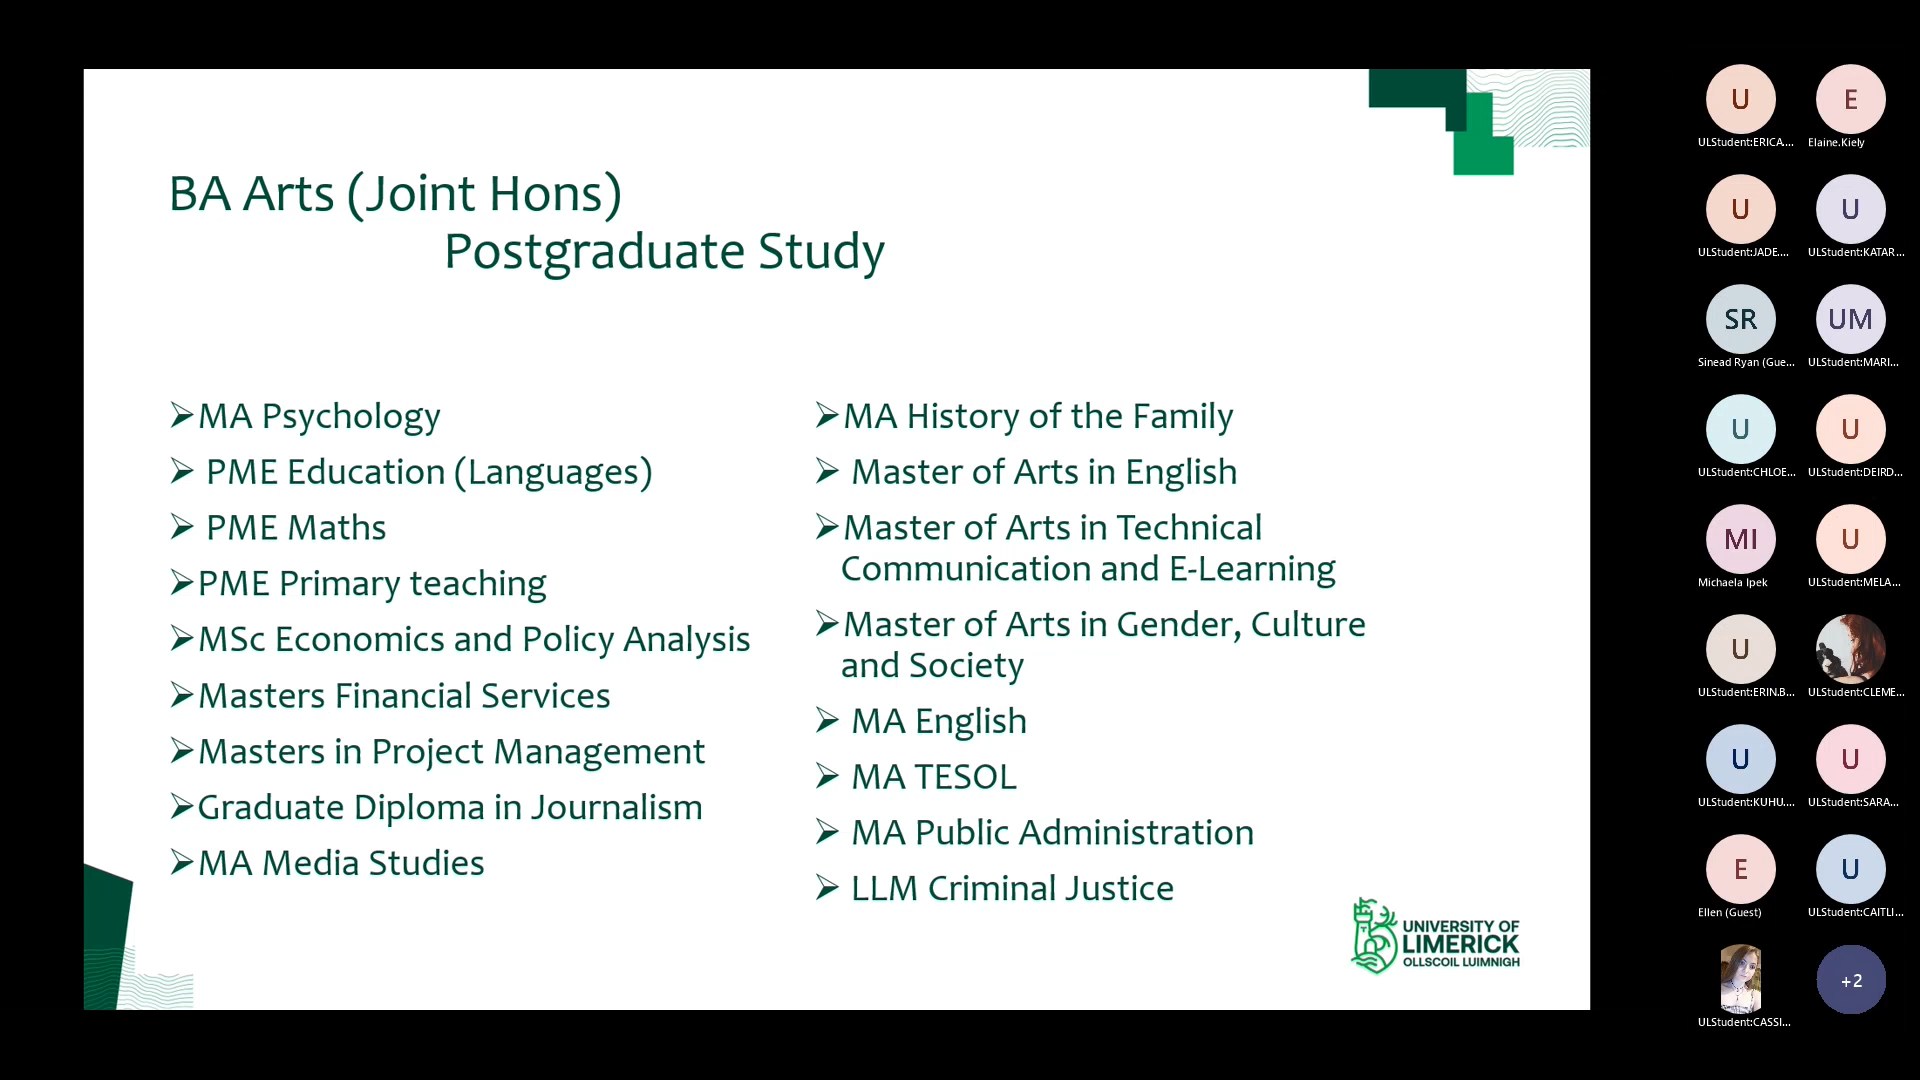 BA Arts (Joint Hons)
Postgraduate Study
➢MA Psychology
➢ PME Education (Languages)
➢ PME Maths
➢PME Primary teaching
➢MSc Economics and Policy Analysis
➢Masters Financial Services
➢Masters in Project Management
➢Graduate Diploma in Journalism
➢MA Media Studies
➢MA History of the Family
➢ Master of Arts in English
➢Master of Arts in Technical
Communication and E-Learning
➢Master of Arts in Gender, Culture
and Society
➢ MA English
➢ MA TESOL
➢ MA Public Administration
➢ LLM Criminal Justice
UNIVERSITY OF
LIMERICK
OLLSCOIL LUIMNIGH
U E
ULStudent:ERICA.... Elaine.Kiely
U U
ULStudent:JADE.... ULStudent:KATAR...
SR UM
Sinead Ryan (Gue... ULStudent:MARI...
U U
ULStudent:CHLOE... ULStudent:DEIRD...
MI U
Michaela Ipek ULStudent:MELA...
U
ULStudent:ERIN.B... ULStudent:CLEME...
U U
ULStudent:KUHU.... ULStudent:SARA...
E U
Ellen (Guest) ULStudent:CAITLI...
+2
ULStudent:CASSI...